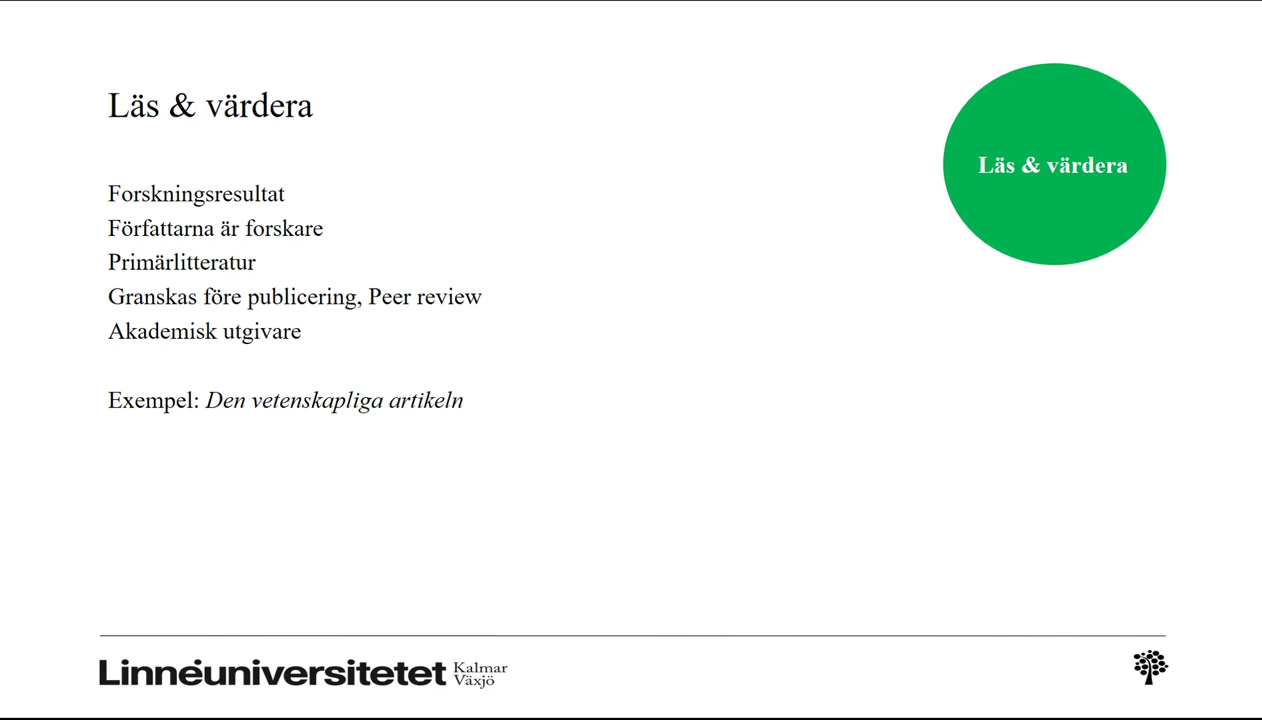 Läs & värdera
Läs & värdera
Forskningsresultat
Författarna är forskare
Primärlitteratur
Granskas före publicering, Peer review
Akademisk utgivare
Exempel: Den vetenskapliga artikeln
Linnéuniversitetet
Kalmar
Växjö